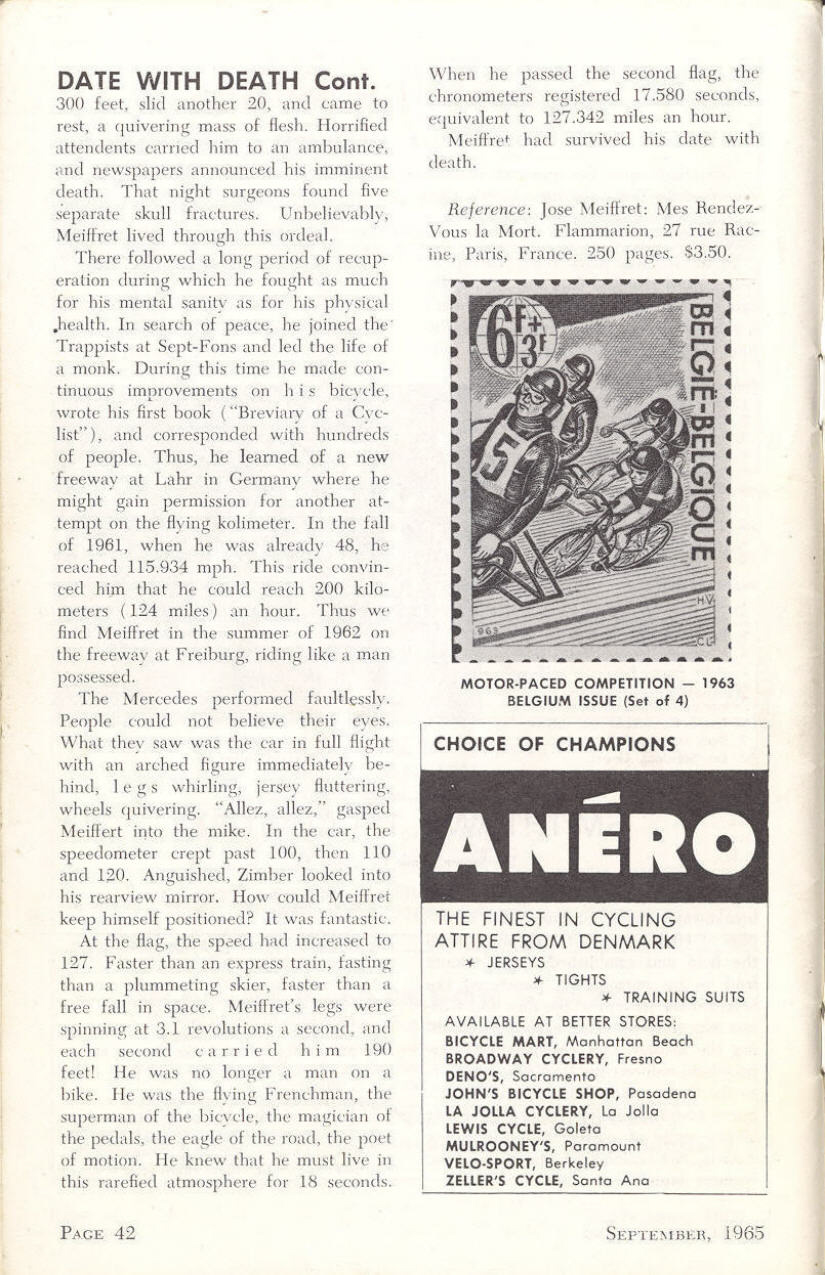 DATE WITH DEATH Cont.
300 feet, slid another 20, and came to
rest, a quivering mass of flesh. Horrified
attendents carried him to an ambulance,
and newspapers announced his imminent
death. That night surgeons found five
separate skull fractures. Unbelievably,
Meiffret lived through this ordeal.
There followed a long period of recup-
eration during which he fought as much
for his mental sanity as for his physical
health. In search of peace, he joined the
Trappists at Sept-Fons and led the life of
a monk. During this time he made con-
tinuous improvements on his bicycle,
wrote his first book ("Breviary of a Cyc-
list"), and corresponded with hundreds
of people. Thus, he learned of a new
freeway at Lahr in Germany where he
might gain permission for another at-
tempt on the flying kolimeter. In the fall
of 1961, when he was already 48, he
reached 115.934 mph. This ride convin-
ced him that he could reach 200 kilo-
meters (124 miles) an hour. Thus we
find Meiffret in the summer of 1962 on
the freeway at Freiburg, riding like a man
possessed.
The Mercedes performed faultlessly.
People could not believe their eyes.
What they saw was the car in full flight
with an arched figure immediately be-
hind, legs whirling, jersey fluttering,
wheels quivering. "Allez, allez," gasped
Meiffert into the mike. In the car, the
speedometer crept past 100, then 110
and 120. Anguished, Zimber looked into
his rearview mirror. How could Meiffret
keep himself positioned? It was fantastic.
At the flag, the speed had increased to
127. Faster than an express train, fasting
than a plummeting skier, faster than a
free fall in space. Meiffret's legs were
spinning at 3.1 revolutions a second, and
each second carried him 190
feet! He was no longer a man on a
bike. He was the flying Frenchman, the
superman of the bicycle, the magician of
the pedals, the eagle of the road, the poet
of motion. He knew that he must live in
this rarefied atmosphere for 18 seconds.
When he passed the second flag, the
chronometers registered 17.580 seconds,
equivalent to 127.342 miles an hour.
Meiffret had survived his date with
death.
Reference: Jose Meiffret: Mes Rendez-
Vous la Mort. Flammarion, 27 rue Rac-
ine, Paris, France. 250 pages. $3.50.
6F+3F
BELGIË-BELGIQUE
5
HV
963
CL
MOTOR-PACED COMPETITION — 1963
BELGIUM ISSUE (Set of 4)
CHOICE OF CHAMPIONS
ANÉRO
THE FINEST IN CYCLING
ATTIRE FROM DENMARK
* JERSEYS
* TIGHTS
* TRAINING SUITS
AVAILABLE AT BETTER STORES:
BICYCLE MART, Manhattan Beach
BROADWAY CYCLERY, Fresno
DENO'S, Sacramento
JOHN'S BICYCLE SHOP, Pasadena
LA JOLLA CYCLERY, La Jolla
LEWIS CYCLE, Goleta
MULROONEY'S, Paramount
VELO-SPORT, Berkeley
ZELLER'S CYCLE, Santa Ana
PAGE 42
SEPTEMBER, 1965